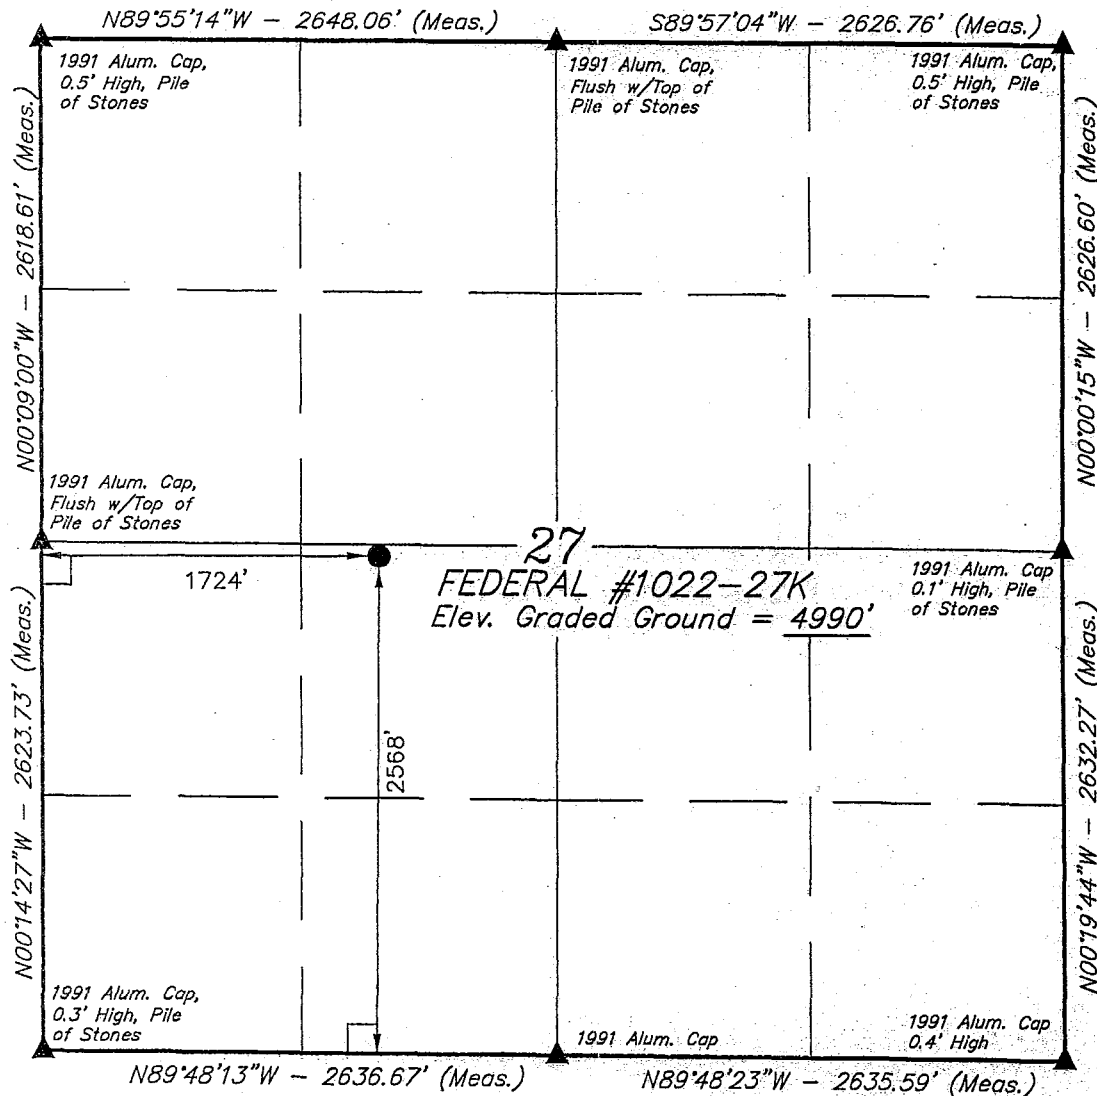 N89°55'14"W - 2648.06' (Meas.)
S89°57'04"W - 2626.76' (Meas.)
1991 Alum. Cap,
0.5' High, Pile
of Stones
1991 Alum. Cap,
Flush w/Top of
Pile of Stones
1991 Alum. Cap,
0.5' High, Pile
of Stones
N00°09'00"W - 2618.61' (Meas.)
N00°00'15"W - 2626.60' (Meas.)
1991 Alum. Cap,
Flush w/Top of
Pile of Stones
27
1724'
FEDERAL #1022-27K
Elev. Graded Ground = 4990'
1991 Alum. Cap
0.1' High, Pile
of Stones
N00°14'27"W - 2623.73' (Meas.)
2568'
N00°19'44"W - 2632.27' (Meas.)
1991 Alum. Cap,
0.3' High, Pile
of Stones
1991 Alum. Cap
1991 Alum. Cap
0.4' High
N89°48'13"W - 2636.67' (Meas.)
N89°48'23"W - 2635.59' (Meas.)